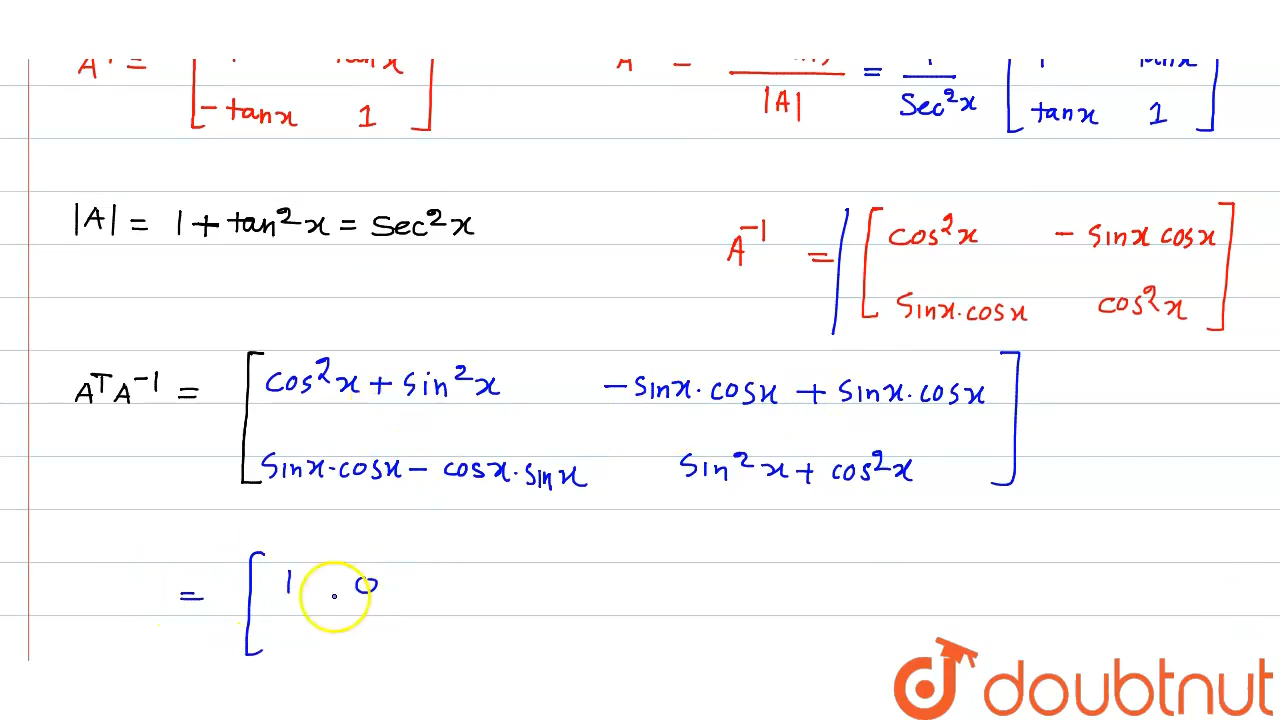 - tanx 1
|A| = 1/Sec²x [tanx 1]
|A| = 1 + tan²x = Sec²x
A⁻¹ = [cos²x - sinx cosx
sinx·cosx cos²x]
AᵀA⁻¹ = [cos²x + sin²x - sinx·cosx + sinx·cosx
sinx·cosx - cosx·sinx sin²x + cos²x]
= [1 0
doubtnut